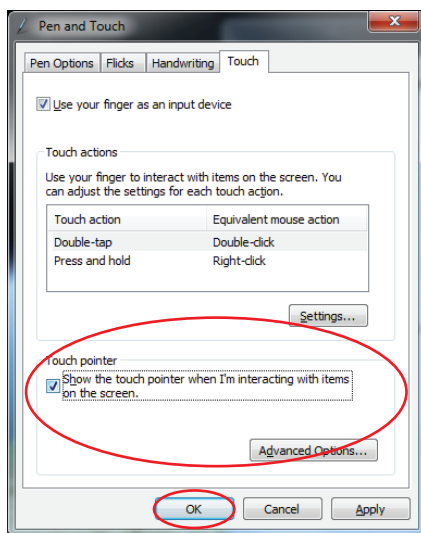 Pen and Touch
Pen Options Flicks Handwriting Touch
Use your finger as an input device
Touch actions
Use your finger to interact with items on the screen. You
can adjust the settings for each touch action.
Touch action Equivalent mouse action
Double-tap Double-click
Press and hold Right-click
Settings...
Touch pointer
Show the touch pointer when I'm interacting with items
on the screen.
Advanced Options...
OK Cancel Apply